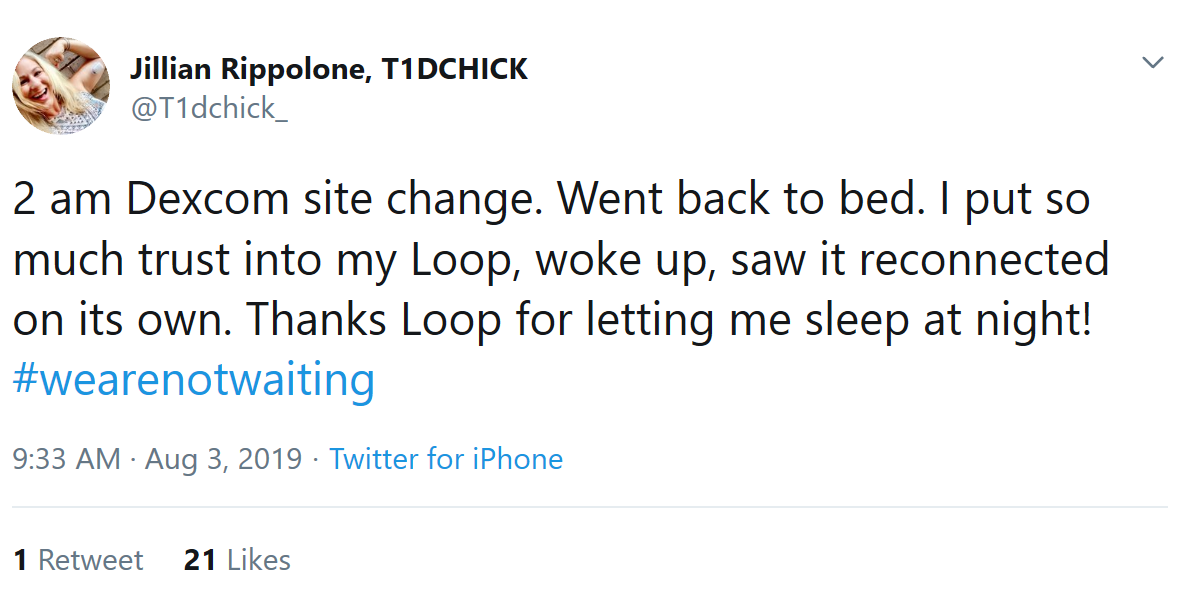 Jillian Rippolone, T1DCHICK
@T1dchick_
2 am Dexcom site change. Went back to bed. I put so
much trust into my Loop, woke up, saw it reconnected
on its own. Thanks Loop for letting me sleep at night!
#wearenotwaiting
9:33 AM · Aug 3, 2019 · Twitter for iPhone
1 Retweet 21 Likes